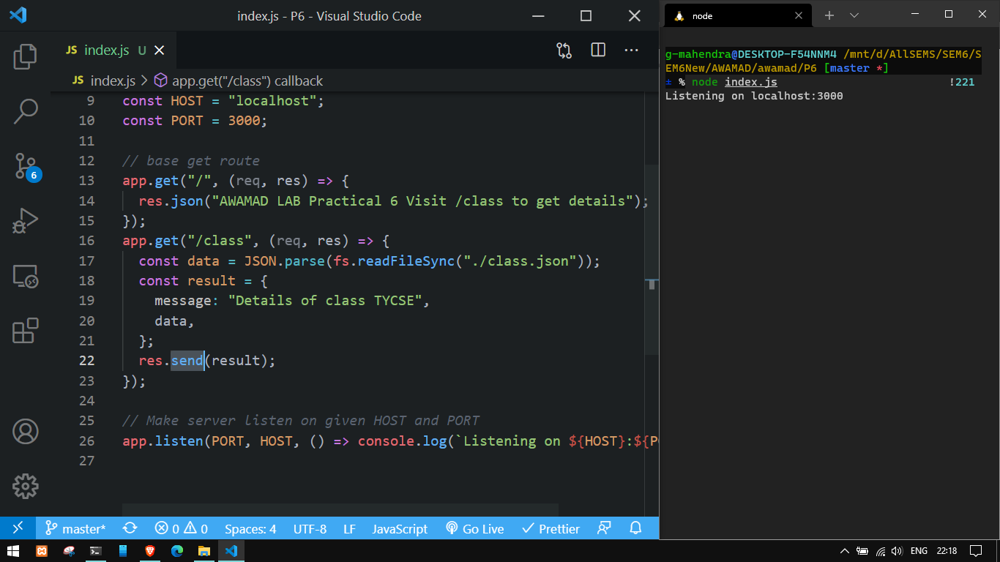 index.js - P6 - Visual Studio Code
JS index.js U
JS index.js > app.get("/class") callback
9 const HOST = "localhost";
10 const PORT = 3000;
11
12 // base get route
13 app.get("/", (req, res) => {
14 res.json("AWAMAD LAB Practical 6 Visit /class to get details");
15 });
16 app.get("/class", (req, res) => {
17 const data = JSON.parse(fs.readFileSync("./class.json"));
18 const result = {
19 message: "Details of class TYCSE",
20 data,
21 };
22 res.send(result);
23 });
24
25 // Make server listen on given HOST and PORT
26 app.listen(PORT, HOST, () => console.log(`Listening on ${HOST}:${P
27
6
master* 0 0 Spaces: 4 UTF-8 LF JavaScript Go Live Prettier
node
g-mahendra@DESKTOP-F54NNM4 /mnt/d/AllSEMS/SEM6/S
EM6New/AWAMAD/awamad/P6 [master *]
± % node index.js !221
Listening on localhost:3000
ENG 22:18